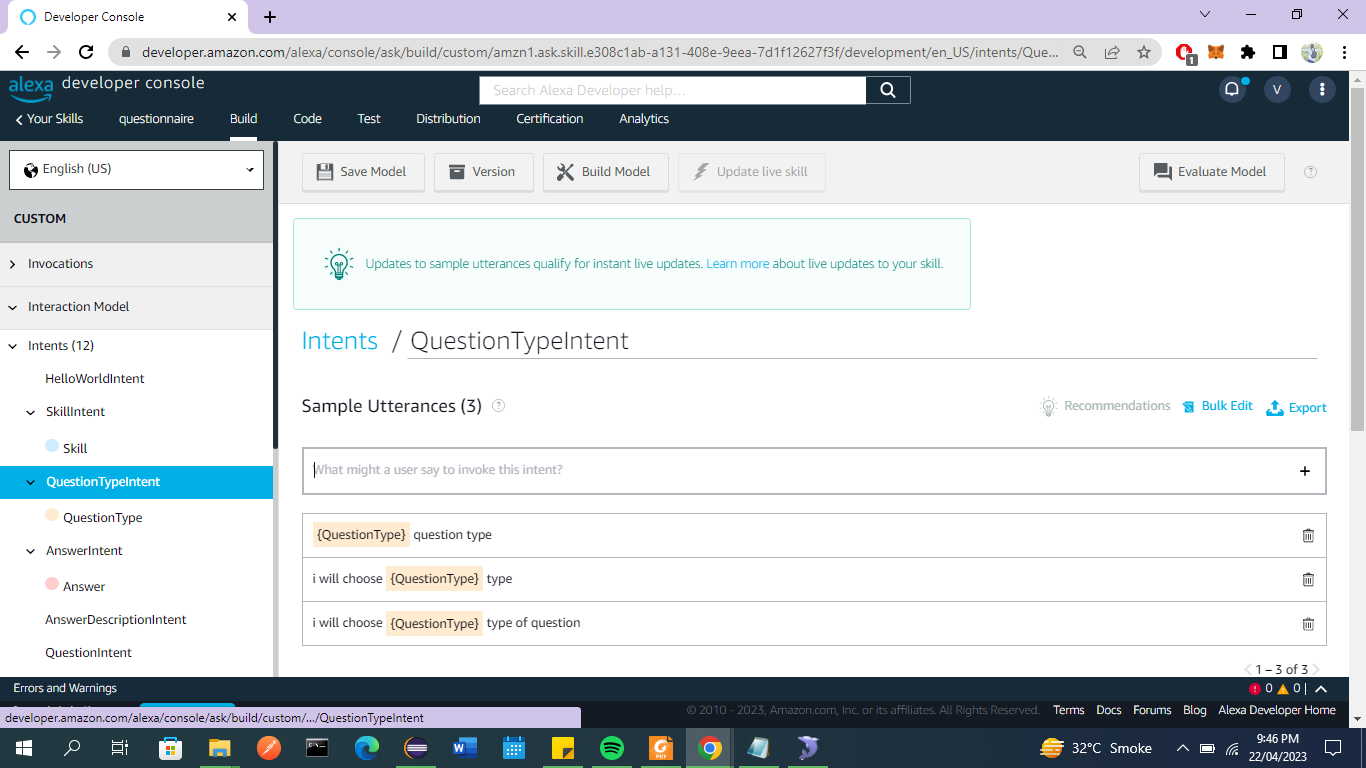 Developer Console
developer.amazon.com/alexa/console/ask/build/custom/amzn1.ask.skill.e308c1ab-a131-408e-9eea-7d1f12627f3f/development/en_US/intents/Que...
1
alexa developer console
Search Alexa Developer help...
V
Your Skills questionnaire Build Code Test Distribution Certification Analytics
English (US)
Save Model Version Build Model Update live skill Evaluate Model ?
CUSTOM
Invocations
Interaction Model
Intents (12)
HelloWorldIntent
SkillIntent
Skill
QuestionTypeIntent
QuestionType
AnswerIntent
Answer
AnswerDescriptionIntent
QuestionIntent
Updates to sample utterances qualify for instant live updates. Learn more about live updates to your skill.
Intents / QuestionTypeIntent
Sample Utterances (3) ? Recommendations Bulk Edit Export
What might a user say to invoke this intent? +
{QuestionType} question type
i will choose {QuestionType} type
i will choose {QuestionType} type of question
1 – 3 of 3
Errors and Warnings 0 0 |
developer.amazon.com/alexa/console/ask/build/custom/.../QuestionTypeIntent
© 2010 - 2023, Amazon.com, Inc. or its affiliates. All Rights Reserved. Terms Docs Forums Blog Alexa Developer Home
32°C Smoke
9:46 PM
22/04/2023